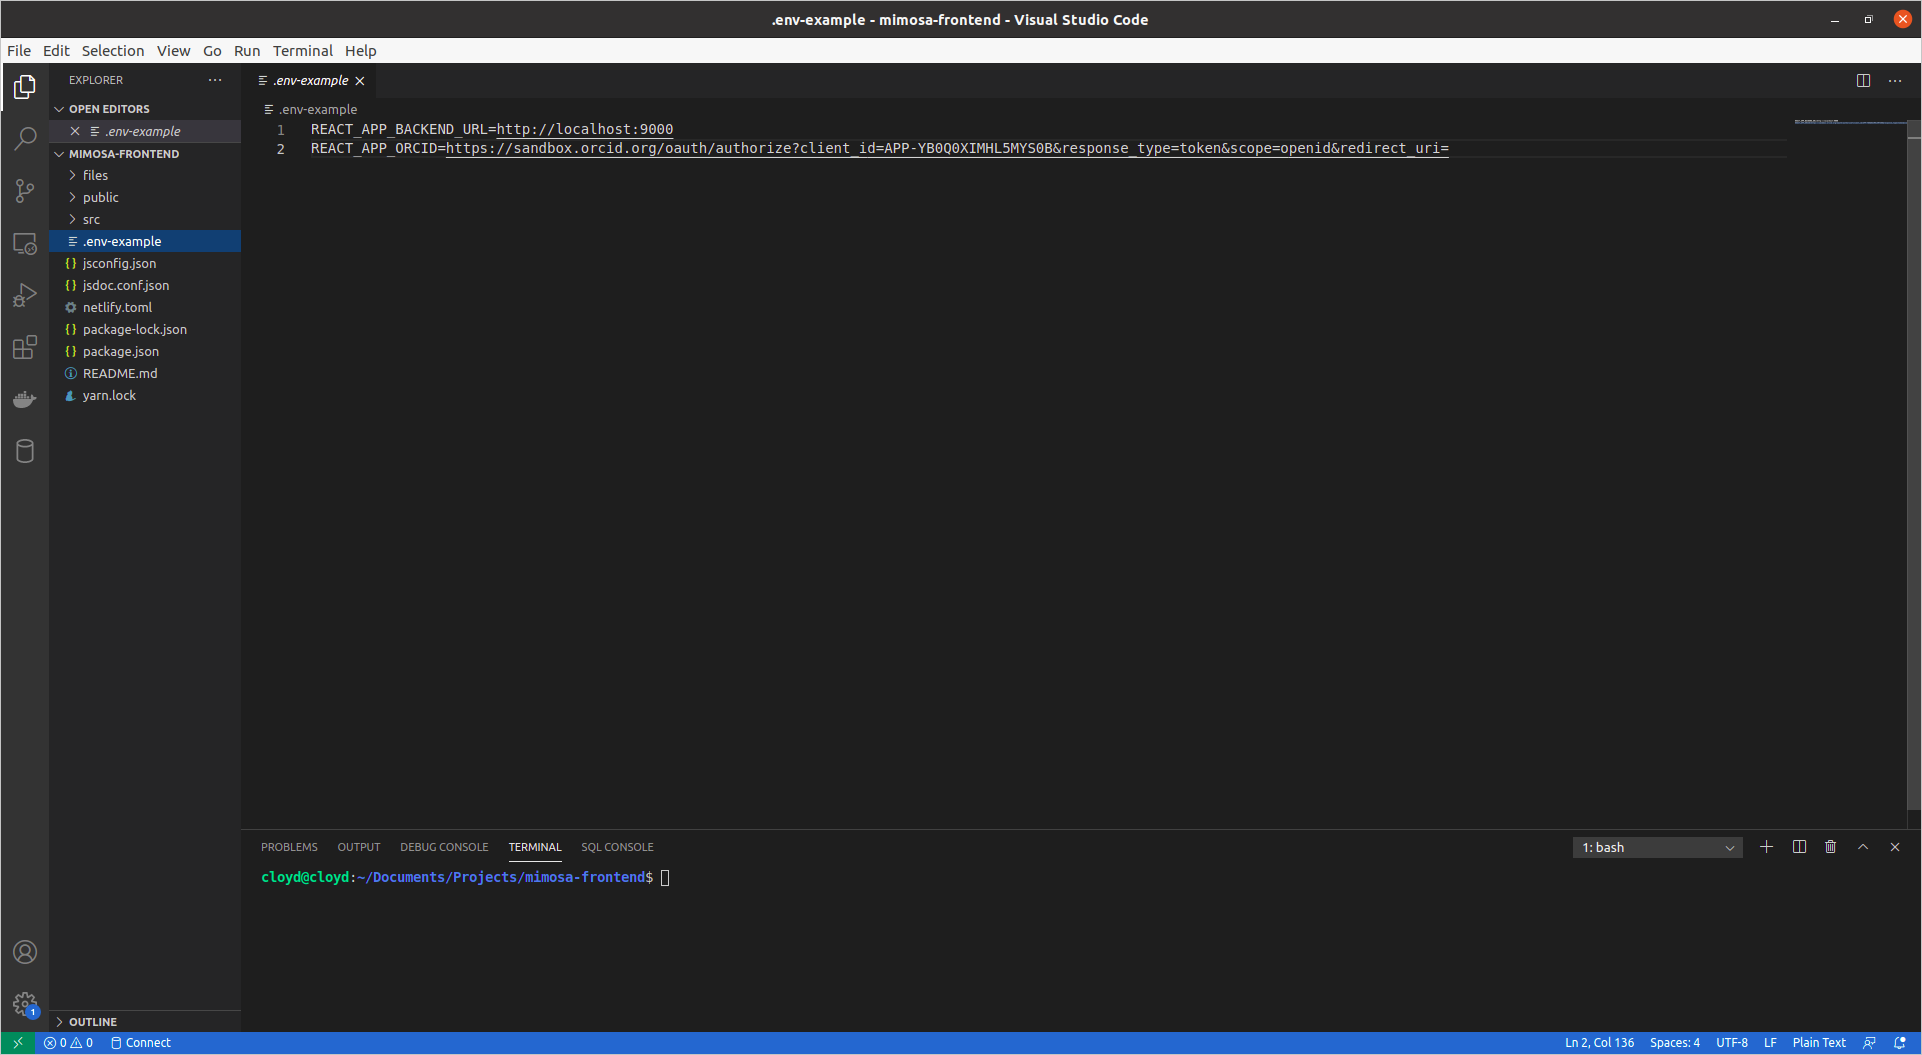 .env-example - mimosa-frontend - Visual Studio Code
File Edit Selection View Go Run Terminal Help
EXPLORER
OPEN EDITORS
.env-example
MIMOSA-FRONTEND
files
public
src
.env-example
jsconfig.json
jsdoc.conf.json
netlify.toml
package-lock.json
package.json
README.md
yarn.lock
OUTLINE
.env-example
.env-example
1 REACT_APP_BACKEND_URL=http://localhost:9000
2 REACT_APP_ORCID=https://sandbox.orcid.org/oauth/authorize?client_id=APP-YB0Q0XIMHL5MYS0B&response_type=token&scope=openid&redirect_uri=
PROBLEMS OUTPUT DEBUG CONSOLE TERMINAL SQL CONSOLE 1: bash
cloyd@cloyd:~/Documents/Projects/mimosa-frontend$
1
0 0 Connect Ln 2, Col 136 Spaces: 4 UTF-8 LF Plain Text